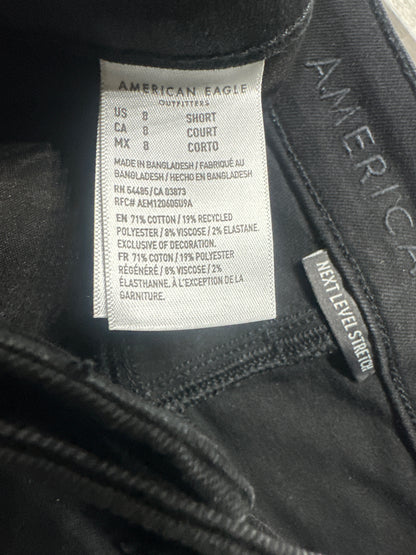 AMERICAN EAGLE
OUTFITTERS
US 8 SHORT
CA 8 COURT
MX 8 CORTO
MADE IN BANGLADESH / FABRIQUÉ AU
BANGLADESH / HECHO EN BANGLADESH
RN 54485/CA 03873
RFC# AEM120605U9A
EN 71% COTTON / 19% RECYCLED
POLYESTER / 8% VISCOSE / 2% ELASTANE.
EXCLUSIVE OF DECORATION.
FR 71% COTON / 19% POLYESTER
RÉGÉNÉRÉ / 8% VISCOSE / 2%
ÉLASTHANNE. À L'EXCEPTION DE LA
GARNITURE.
NEXT LEVEL STRETCH
AMERICA